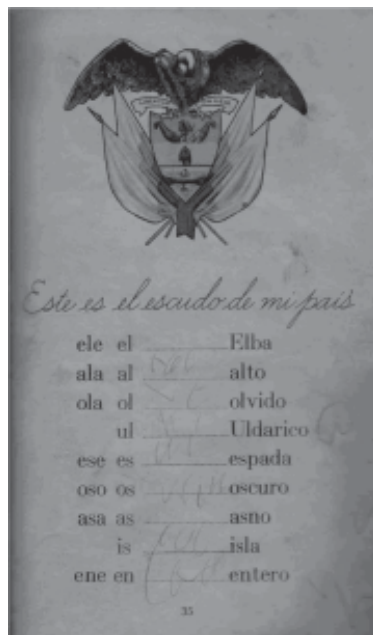 Este es el escudo de mi país
ele el Elba
ala al alto
ola ol olvido
ul Uldarico
ese es espada
oso os oscuro
asa as asno
is isla
ene en entero
35